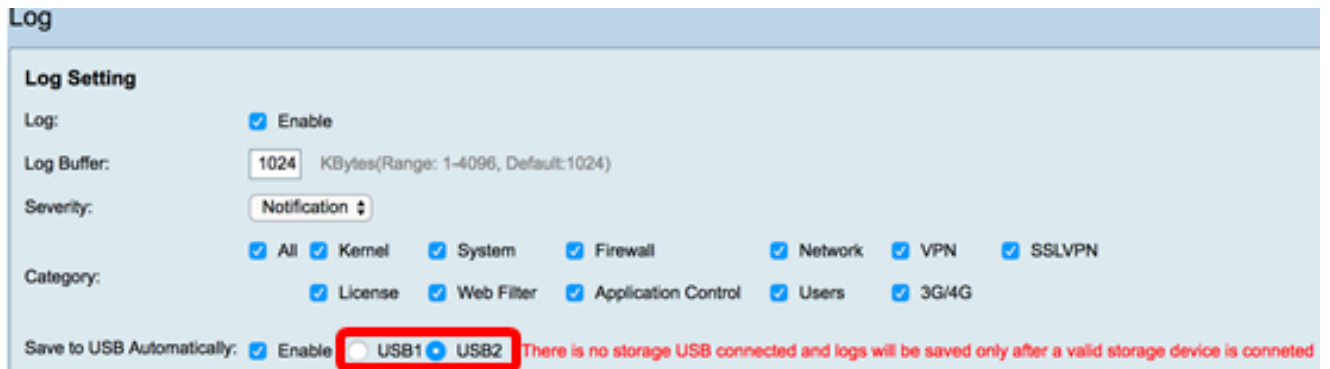 Log
Log Setting
Log: Enable
Log Buffer: 1024 KBytes(Range: 1-4096, Default:1024)
Severity: Notification
All Kernel System Firewall Network VPN SSLVPN
Category:
License Web Filter Application Control Users 3G/4G
Save to USB Automatically: Enable USB1 USB2 There is no storage USB connected and logs will be saved only after a valid storage device is conneted